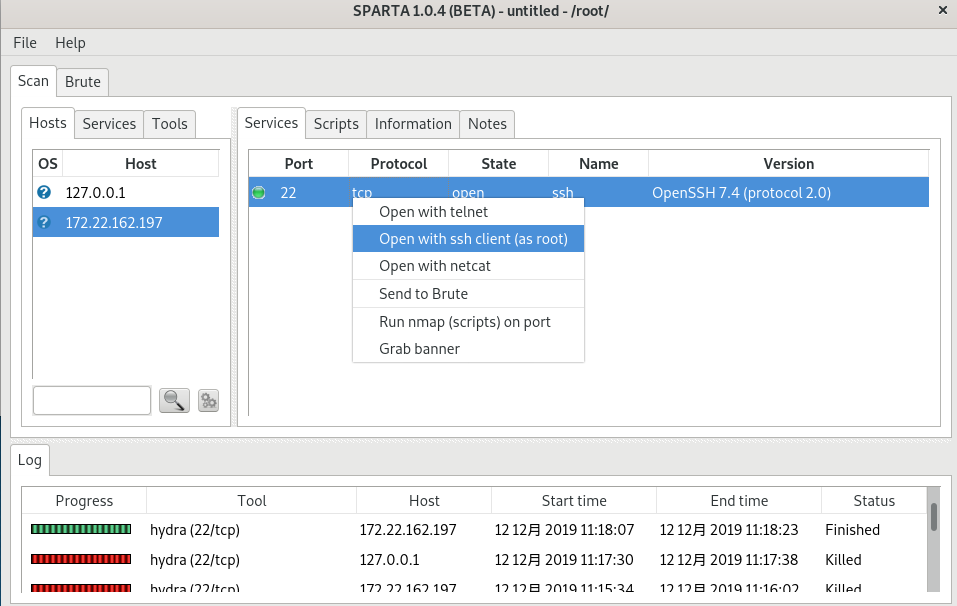 SPARTA 1.0.4 (BETA) - untitled - /root/
File Help
Scan Brute
Hosts Services Tools
OS Host
127.0.0.1
172.22.162.197
Services Scripts Information Notes
Port Protocol State Name Version
22 tcp open ssh OpenSSH 7.4 (protocol 2.0)
Open with telnet
Open with ssh client (as root)
Open with netcat
Send to Brute
Run nmap (scripts) on port
Grab banner
Log
Progress Tool Host Start time End time Status
hydra (22/tcp) 172.22.162.197 12 12月 2019 11:18:07 12 12月 2019 11:18:23 Finished
hydra (22/tcp) 127.0.0.1 12 12月 2019 11:17:30 12 12月 2019 11:17:38 Killed
hydra (22/tcp) 172.22.162.197 12 12月 2019 11:15:34 12 12月 2019 11:16:02 Killed